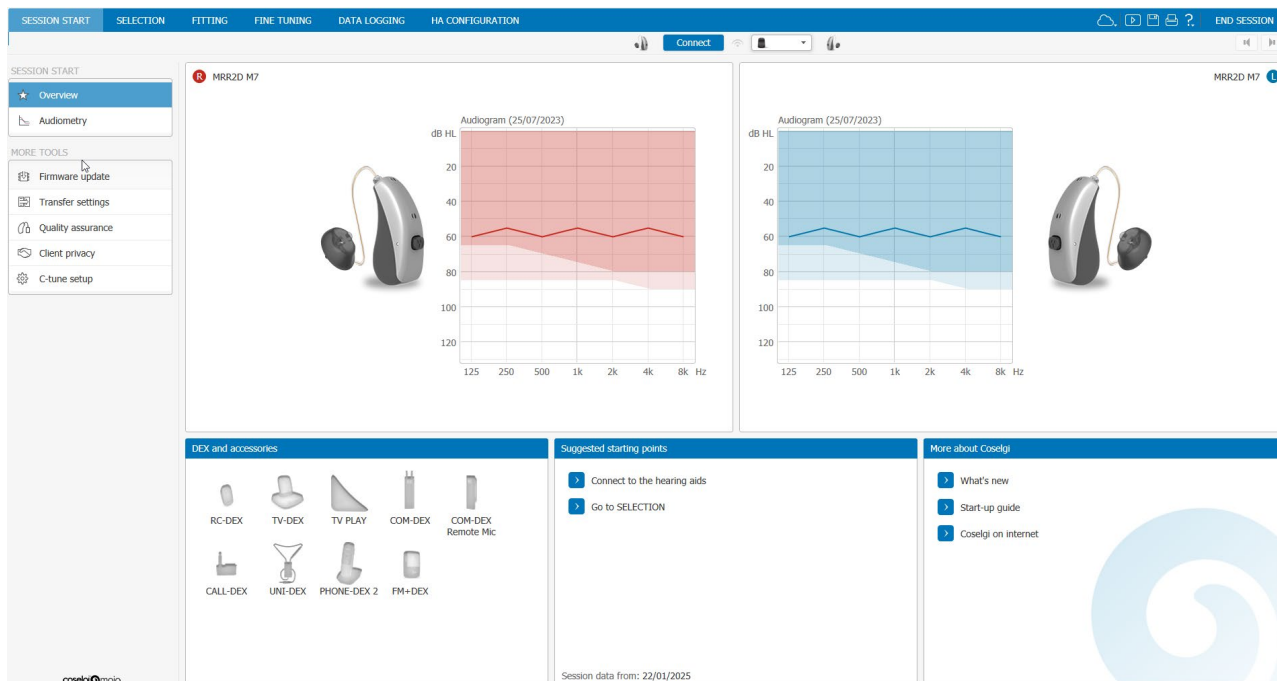 SESSION START SELECTION FITTING FINE TUNING DATA LOGGING HA CONFIGURATION END SESSION
Connect
SESSION START
Overview
Audiometry
MORE TOOLS
Firmware update
Transfer settings
Quality assurance
Client privacy
C-tune setup
R MRR2D M7
Audiogram (25/07/2023)
dB HL
20
40
60
80
100
120
125 250 500 1k 2k 4k 8k Hz
MRR2D M7 L
Audiogram (25/07/2023)
dB HL
20
40
60
80
100
120
125 250 500 1k 2k 4k 8k Hz
DEX and accessories
RC-DEX TV-DEX TV PLAY COM-DEX COM-DEX
Remote Mic
CALL-DEX UNI-DEX PHONE-DEX 2 FM+DEX
Suggested starting points
Connect to the hearing aids
Go to SELECTION
Session data from: 22/01/2025
More about Coselgi
What's new
Start-up guide
Coselgi on internet
coselgi mojo